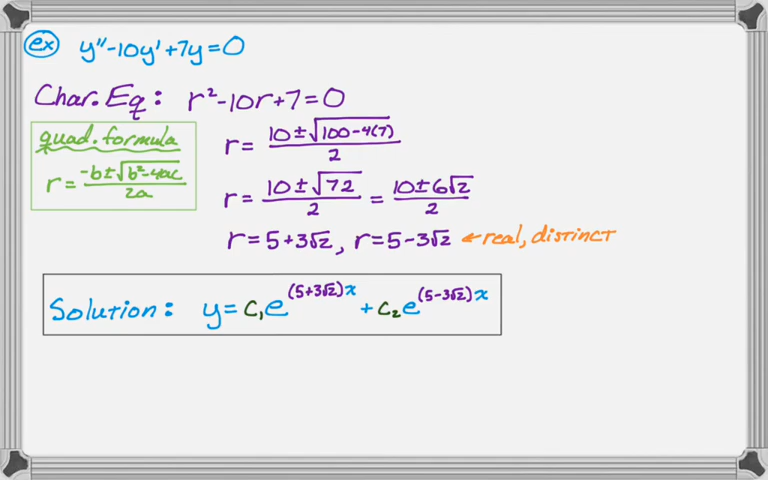 ex y''-10y'+7y=0
Char. Eq: r²-10r+7=0
quad. formula
r = (-b±√(b²-4ac))/(2a)
r = (10±√(100-4(7)))/2
r = (10±√72)/2 = (10±6√2)/2
r=5+3√2, r=5-3√2 ← real, distinct
Solution: y = c₁e^((5+3√2)x) + c₂e^((5-3√2)x)